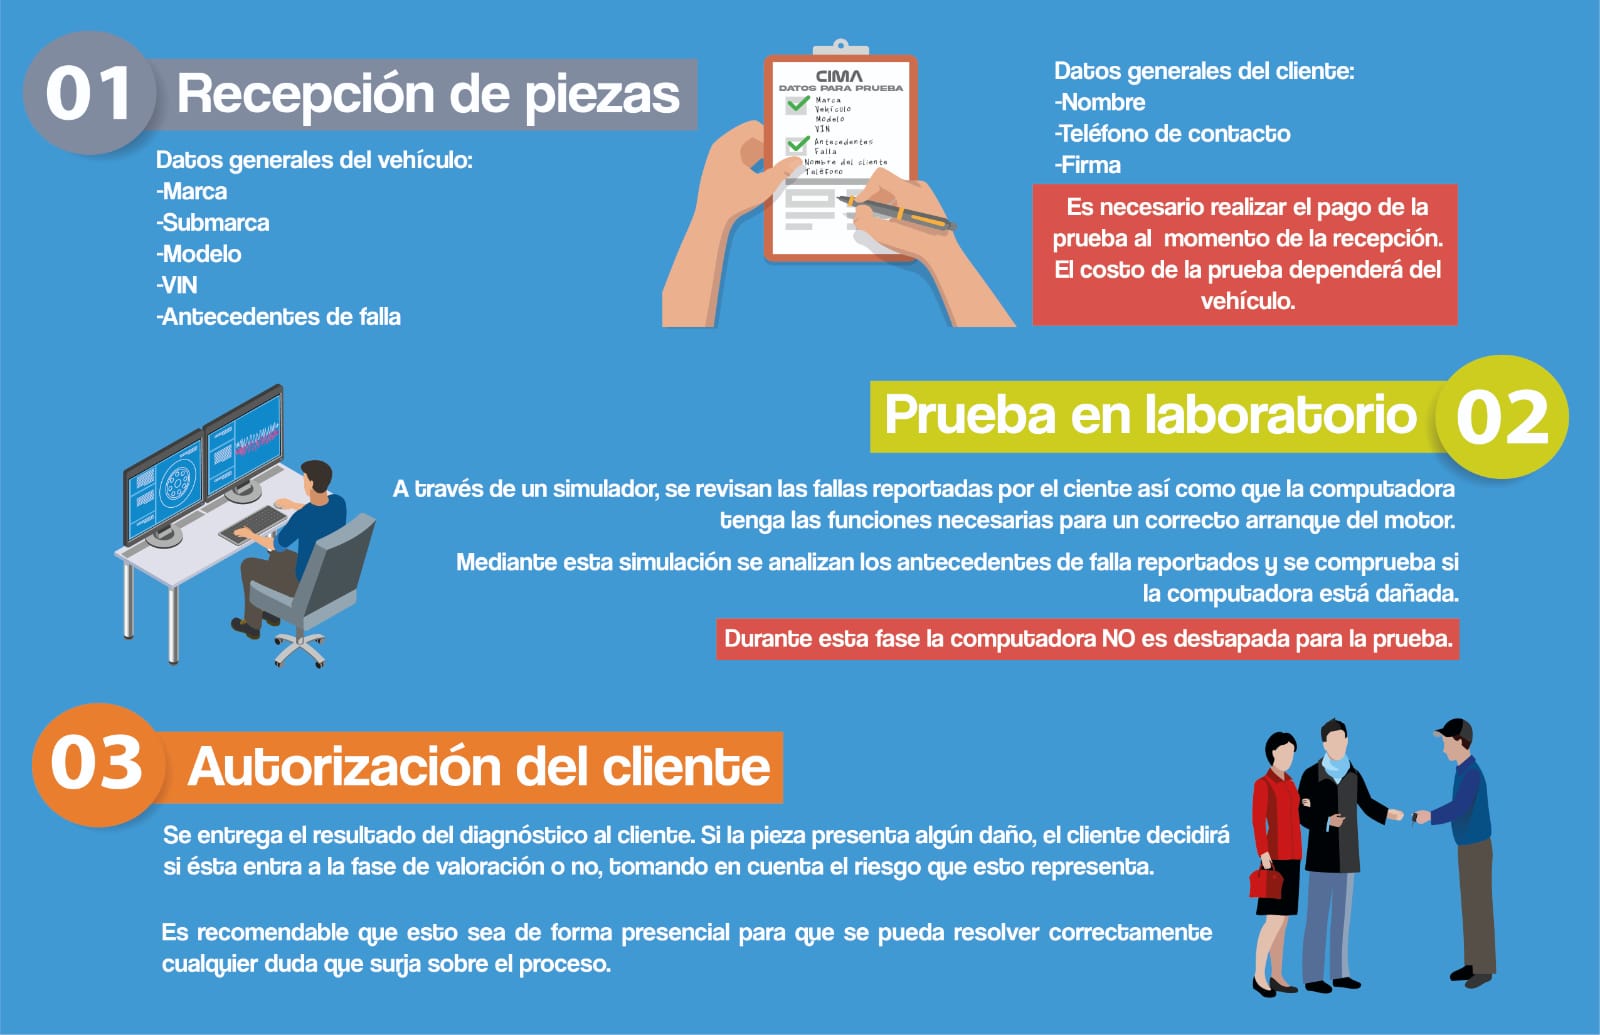 01
Recepción de piezas
Datos generales del vehículo:
-Marca
-Submarca
-Modelo
-VIN
-Antecedentes de falla
CIMA
DATOS PARA PRUEBA
Marca
Vehículo
Modelo
VIN
Antecedentes
Falla
Nombre del cliente
Teléfono
Datos generales del cliente:
-Nombre
-Teléfono de contacto
-Firma
Es necesario realizar el pago de la
prueba al momento de la recepción.
El costo de la prueba dependerá del
vehículo.
Prueba en laboratorio
02
A través de un simulador, se revisan las fallas reportadas por el ciente así como que la computadora
tenga las funciones necesarias para un correcto arranque del motor.
Mediante esta simulación se analizan los antecedentes de falla reportados y se comprueba si
la computadora está dañada.
Durante esta fase la computadora NO es destapada para la prueba.
03
Autorización del cliente
Se entrega el resultado del diagnóstico al cliente. Si la pieza presenta algún daño, el cliente decidirá
si ésta entra a la fase de valoración o no, tomando en cuenta el riesgo que esto representa.
Es recomendable que esto sea de forma presencial para que se pueda resolver correctamente
cualquier duda que surja sobre el proceso.